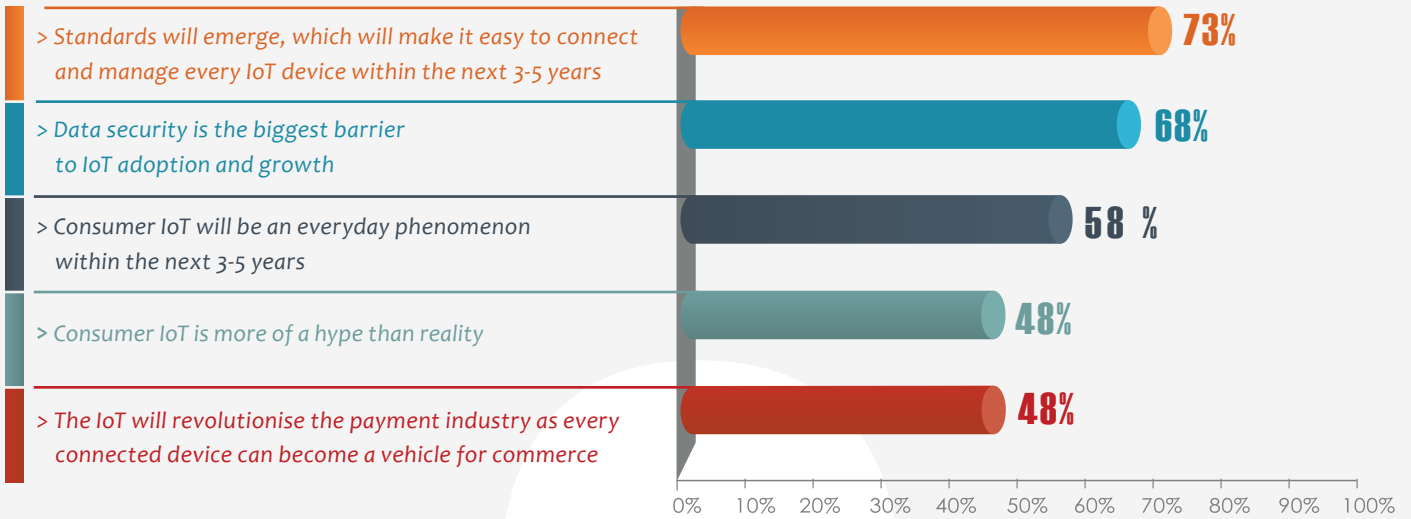 > Standards will emerge, which will make it easy to connect
and manage every IoT device within the next 3-5 years
73%
> Data security is the biggest barrier
to IoT adoption and growth
68%
> Consumer IoT will be an everyday phenomenon
within the next 3-5 years
58 %
> Consumer IoT is more of a hype than reality
48%
> The IoT will revolutionise the payment industry as every
connected device can become a vehicle for commerce
48%
0% 10% 20% 30% 40% 50% 60% 70% 80% 90% 100%